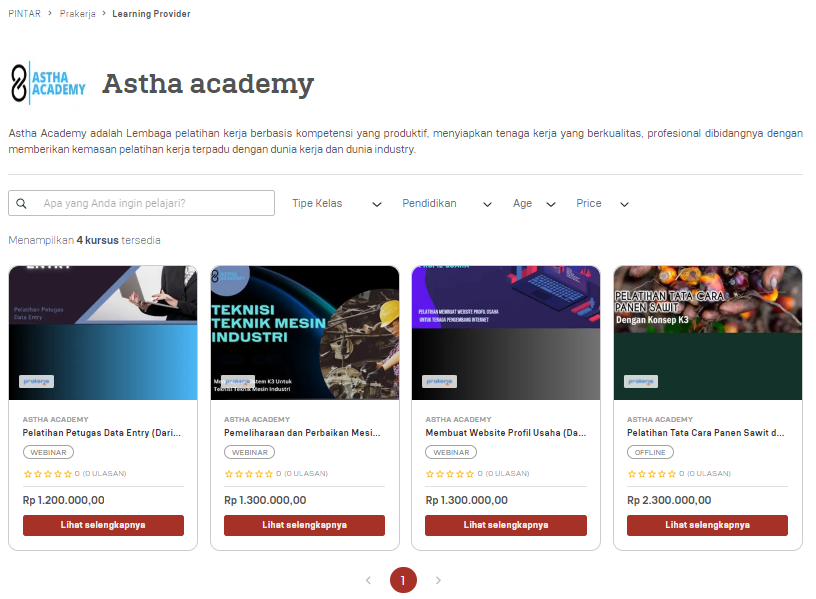 PINTAR > Prakerja > Learning Provider
ASTHA
ACADEMY
Astha academy
Astha Academy adalah Lembaga pelatihan kerja berbasis kompetensi yang produktif, menyiapkan tenaga kerja yang berkualitas, profesional dibidangnya dengan
memberikan kemasan pelatihan kerja terpadu dengan dunia kerja dan dunia industry.
Apa yang Anda ingin pelajari?
Tipe Kelas
Pendidikan
Age
Price
Menampilkan 4 kursus tersedia
ENTRY
Pelatihan Petugas
Data Entry
prakerja
ASTHA ACADEMY
Pelatihan Petugas Data Entry (Dari...
WEBINAR
0 (0 ULASAN)
Rp 1.200.000,00
Lihat selengkapnya
ASTHA
ACADEMY
TEKNISI
TEKNIK MESIN
INDUSTRI
K3 Untuk
Teknisi Teknik Mesin Industri
prakerja
ASTHA ACADEMY
Pemeliharaan dan Perbaikan Mesi...
WEBINAR
0 (0 ULASAN)
Rp 1.300.000,00
Lihat selengkapnya
PROFIL USAHA
PELATIHAN MEMBUAT WEBSITE PROFIL USAHA
UNTUK TENAGA PENGEMBANG INTERNET
prakerja
ASTHA ACADEMY
Membuat Website Profil Usaha (Da...
WEBINAR
0 (0 ULASAN)
Rp 1.300.000,00
Lihat selengkapnya
PELATIHAN TATA CARA
PANEN SAWIT
Dengan Konsep K3
prakerja
ASTHA ACADEMY
Pelatihan Tata Cara Panen Sawit d...
OFFLINE
0 (0 ULASAN)
Rp 2.300.000,00
Lihat selengkapnya
< 1 >